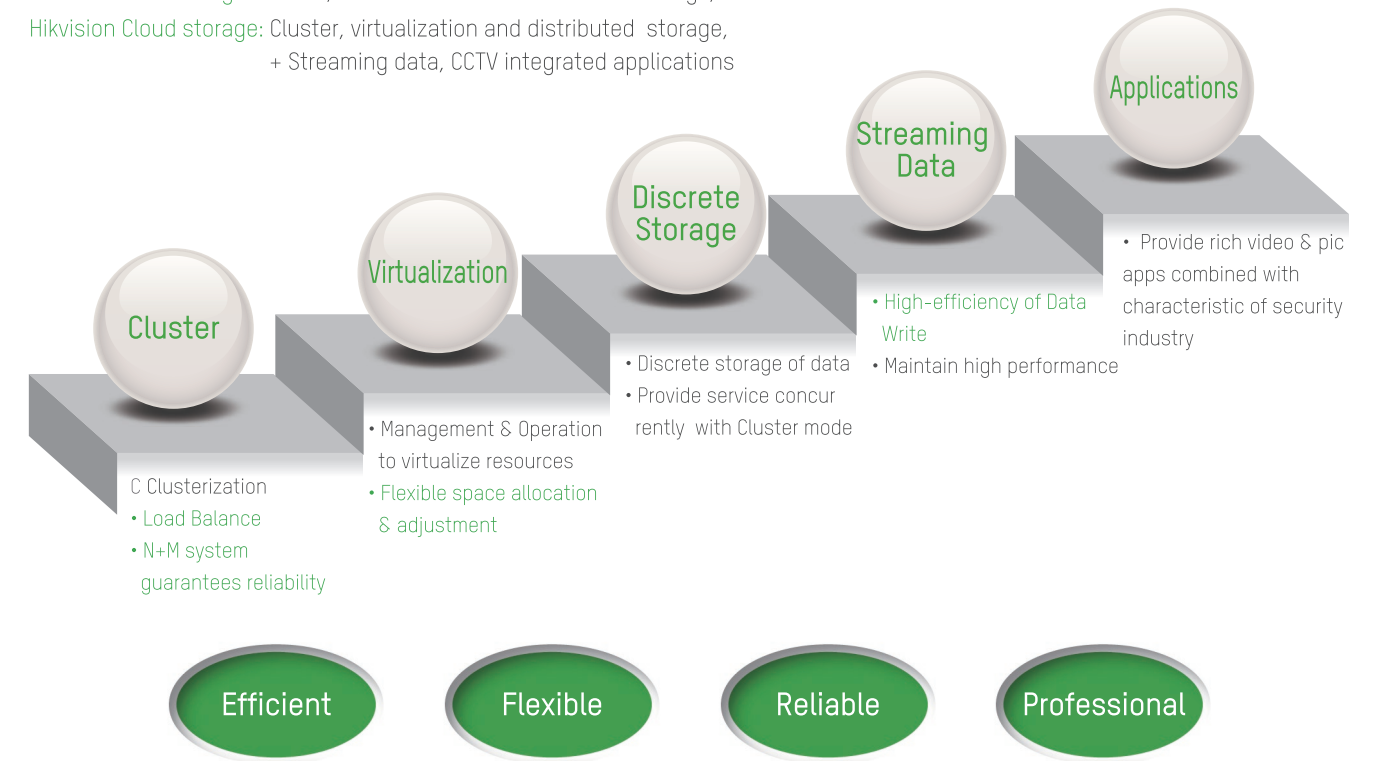 Hikvision Cloud storage: Cluster, virtualization and distributed storage,
+ Streaming data, CCTV integrated applications
Cluster
C Clusterization
• Load Balance
• N+M system
guarantees reliability
Virtualization
• Management & Operation
to virtualize resources
• Flexible space allocation
& adjustment
Discrete
Storage
• Discrete storage of data
• Provide service concur
rently with Cluster mode
Streaming
Data
• High-efficiency of Data
Write
• Maintain high performance
Applications
• Provide rich video & pic
apps combined with
characteristic of security
industry
Efficient
Flexible
Reliable
Professional